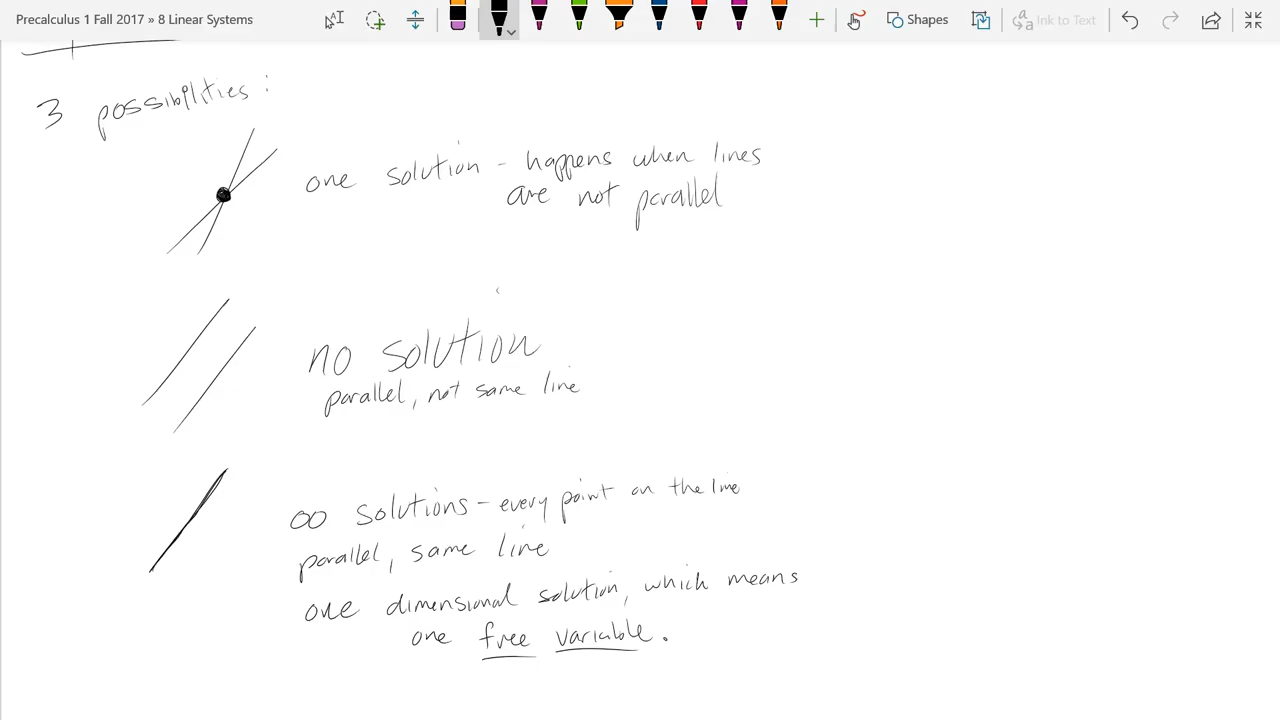 Precalculus 1 Fall 2017 » 8 Linear Systems
Shapes
Ink to Text
3 possibilities:
one solution - happens when lines
are not parallel
no solution
parallel, not same line
∞ solutions - every point on the line
parallel, same line
one dimensional solution, which means
one free variable.